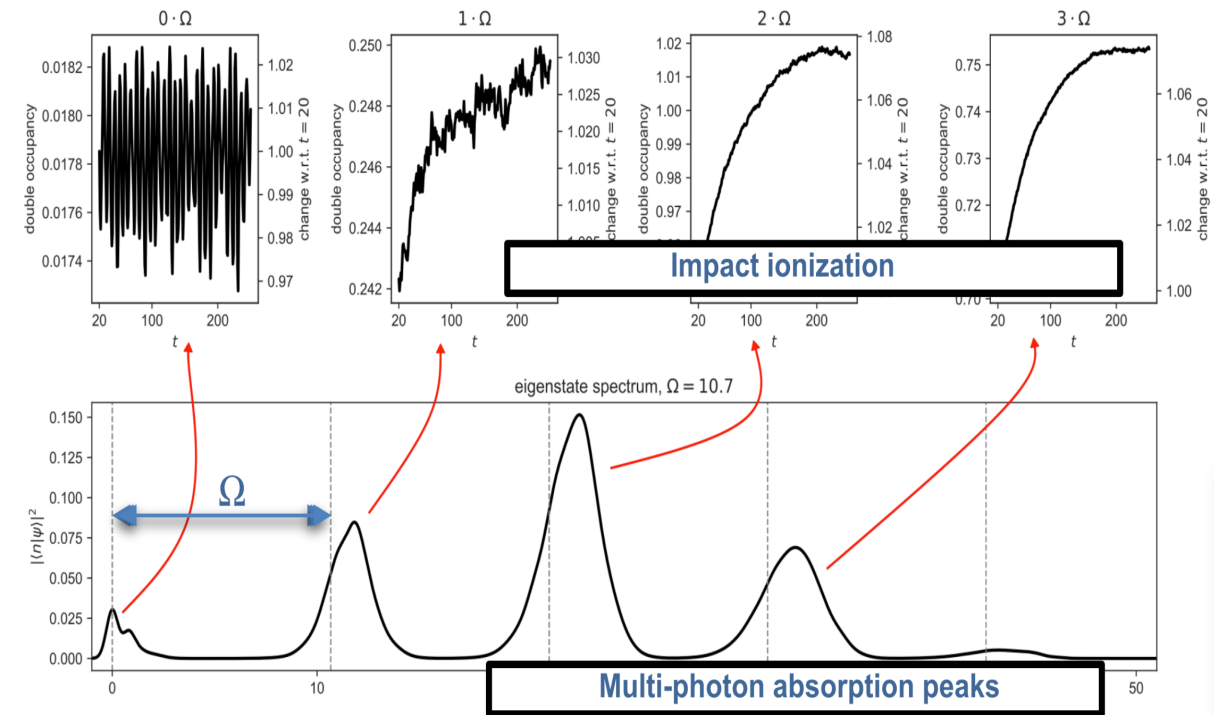 0 · Ω 1 · Ω 2 · Ω 3 · Ω
double occupancy
0.0182
0.0180
0.0178
0.0176
0.0174
1.02
1.01
1.00
0.99
0.98
0.97
change w.r.t. t = 20
20 100 200
t
double occupancy
0.250
0.248
0.246
0.244
0.242
1.030
1.025
1.020
1.015
1.010
change w.r.t. t = 20
20 100 200
t
double occupancy
1.02
1.01
1.00
0.99
0.98
0.97
1.08
1.06
1.04
1.02
change w.r.t. t = 20
20 100 200
t
double occupancy
0.75
0.74
0.73
0.72
0.70
1.06
1.04
1.02
1.00
change w.r.t. t = 20
20 100 200
t
Impact ionization
eigenstate spectrum, Ω = 10.7
|⟨n|ψ⟩|²
0.150
0.125
0.100
0.075
0.050
0.025
0.000
Ω
0 10 50
Multi-photon absorption peaks